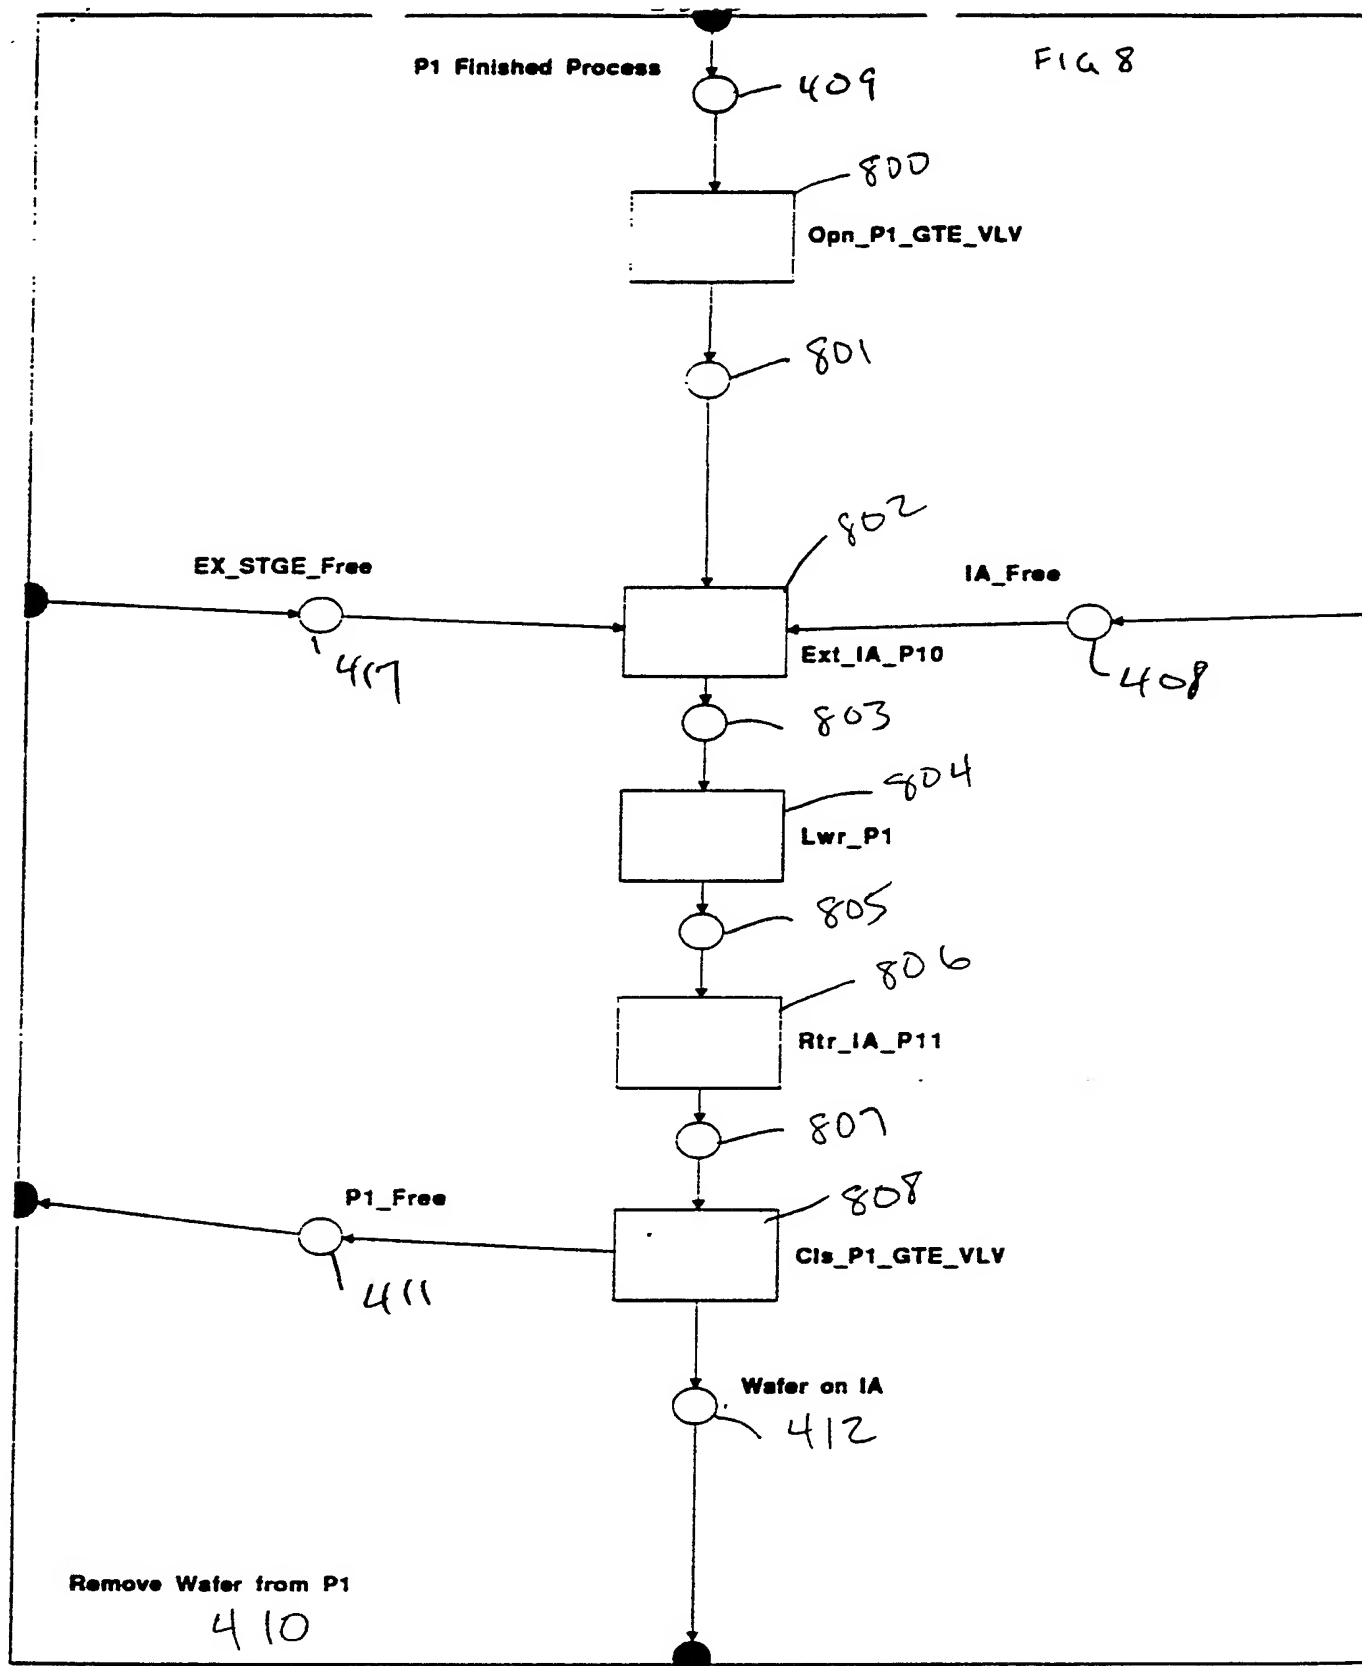 FIG 8
P1 Finished Process
409
800
Opn_P1_GTE_VLV
801
802
EX_STGE_Free
IA_Free
417
Ext_IA_P10
408
803
804
Lwr_P1
805
806
Rtr_IA_P11
807
P1_Free
808
Cls_P1_GTE_VLV
411
Wafer on IA
412
Remove Wafer from P1
410